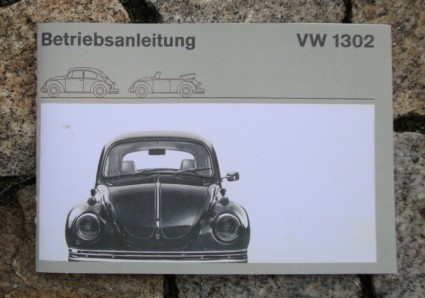 Betriebsanleitung VW 1302